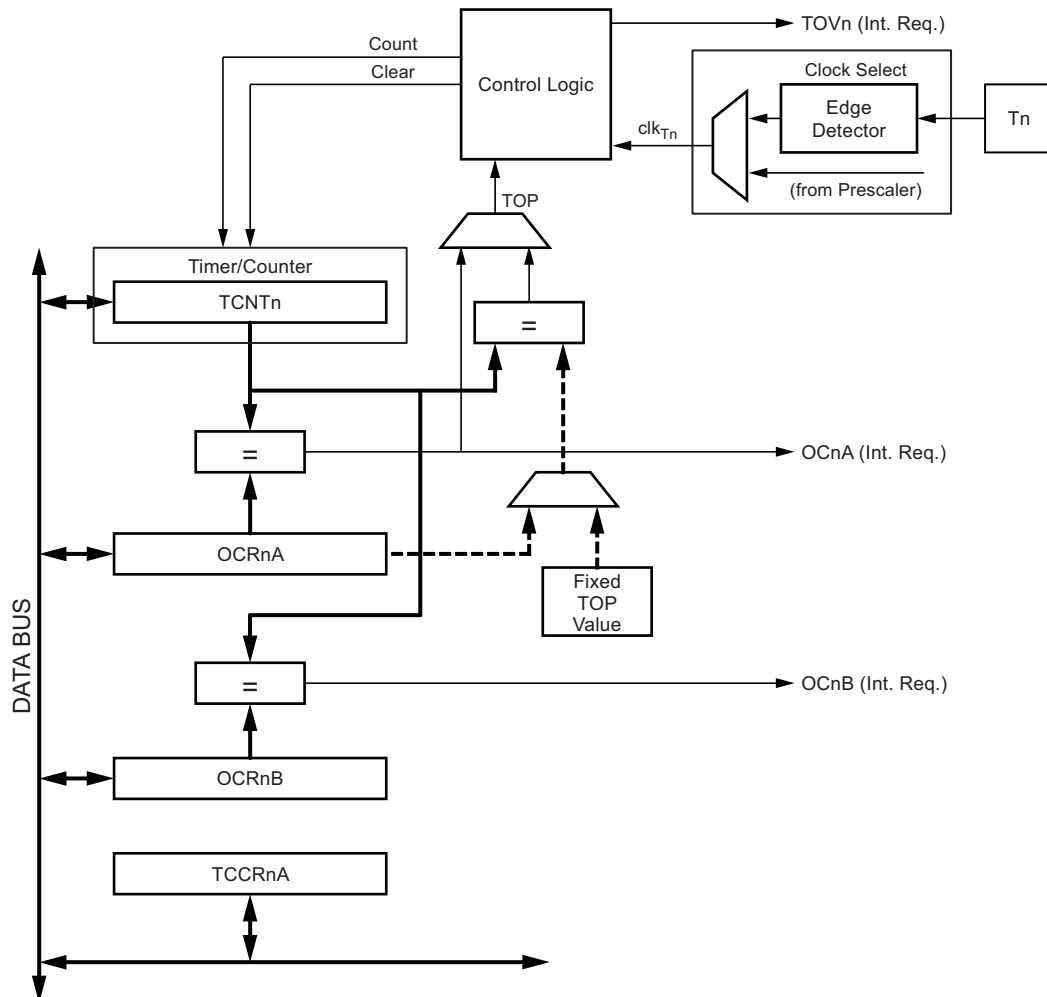 TOVn (Int. Req.)
Count
Clear
Control Logic
Clock Select
Edge
Detector
Tn
clkTn
(from Prescaler)
TOP
Timer/Counter
TCNTn
=
=
OCnA (Int. Req.)
OCRnA
Fixed
TOP
Value
DATA BUS
=
OCnB (Int. Req.)
OCRnB
TCCRnA